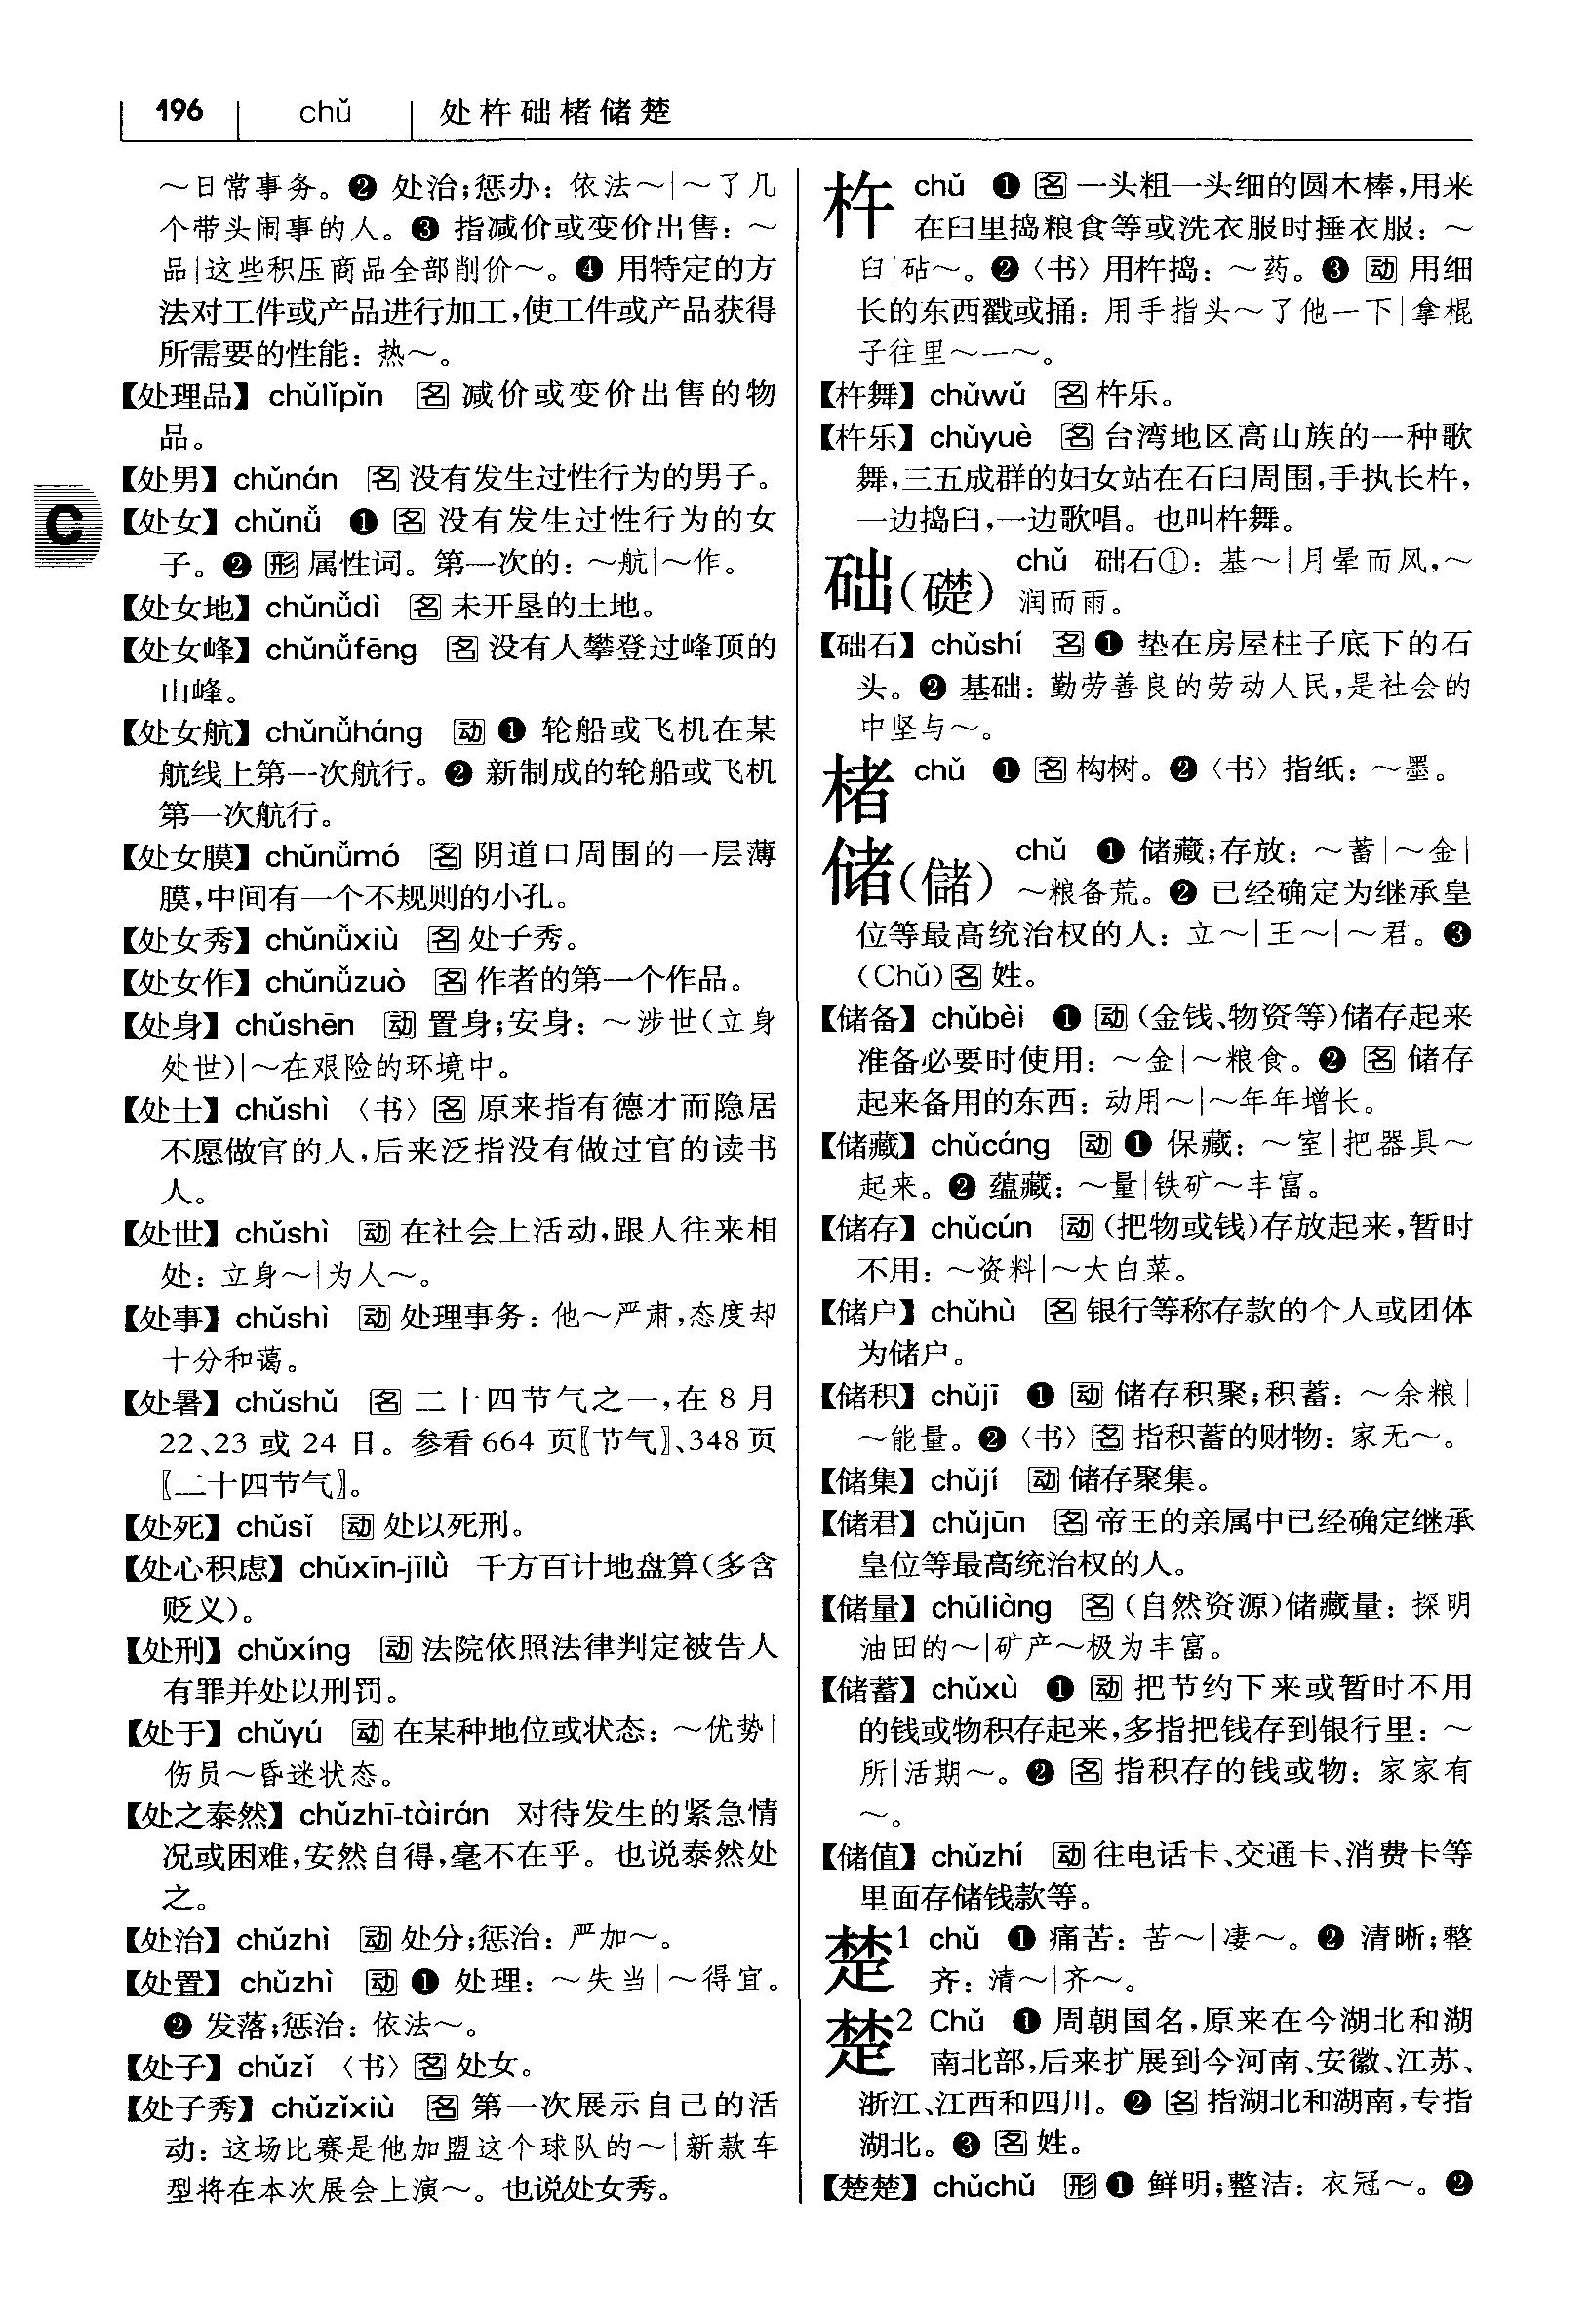 196 chǔ 处杵础楮储楚
～日常事务。❷ 处治;惩办：依法～|～了几
个带头闹事的人。❸ 指减价或变价出售：～
品|这些积压商品全部削价～。❹ 用特定的方
法对工件或产品进行加工,使工件或产品获得
所需要的性能：热～。
【处理品】 chǔlǐpǐn 名 减价或变价出售的物
品。
【处男】 chǔnán 名 没有发生过性行为的男子。
【处女】 chǔnǚ ❶ 名 没有发生过性行为的女
子。❷ 形 属性词。第一次的：～航|～作。
【处女地】 chǔnǚdì 名 未开垦的土地。
【处女峰】 chǔnǚfēng 名 没有人攀登过峰顶的
山峰。
【处女航】 chǔnǚháng 动 ❶ 轮船或飞机在某
航线上第一次航行。❷ 新制成的轮船或飞机
第一次航行。
【处女膜】 chǔnǚmó 名 阴道口周围的一层薄
膜,中间有一个不规则的小孔。
【处女秀】 chǔnǚxiù 名 处子秀。
【处女作】 chǔnǚzuò 名 作者的第一个作品。
【处身】 chǔshēn 动 置身;安身：～涉世(立身
处世)|～在艰险的环境中。
【处士】 chǔshì 〈书〉名 原来指有德才而隐居
不愿做官的人,后来泛指没有做过官的读书
人。
【处世】 chǔshì 动 在社会上活动,跟人往来相
处：立身～|为人～。
【处事】 chǔshì 动 处理事务：他～严肃,态度却
十分和蔼。
【处暑】 chǔshǔ 名 二十四节气之一,在 8 月
22、23 或 24 日。参看 664 页〖节气〗、348 页
〖二十四节气〗。
【处死】 chǔsǐ 动 处以死刑。
【处心积虑】 chǔxīn-jīlǜ 千方百计地盘算(多含
贬义)。
【处刑】 chǔxíng 动 法院依照法律判定被告人
有罪并处以刑罚。
【处于】 chǔyú 动 在某种地位或状态：～优势|
伤员～昏迷状态。
【处之泰然】 chǔzhī-tàirán 对待发生的紧急情
况或困难,安然自得,毫不在乎。也说泰然处
之。
【处治】 chǔzhì 动 处分;惩治：严加～。
【处置】 chǔzhì 动 ❶ 处理：～失当|～得宜。
❷ 发落;惩治：依法～。
【处子】 chǔzǐ 〈书〉名 处女。
【处子秀】 chǔzǐxiù 名 第一次展示自己的活
动：这场比赛是他加盟这个球队的～|新款车
型将在本次展会上演～。也说处女秀。
C
杵 chǔ ❶ 名 一头粗一头细的圆木棒,用来
在臼里捣粮食等或洗衣服时捶衣服：～
臼|砧～。❷〈书〉用杵捣：～药。❸ 动 用细
长的东西戳或捅：用手指头～了他一下|拿棍
子往里～一～。
【杵舞】 chǔwǔ 名 杵乐。
【杵乐】 chǔyuè 名 台湾地区高山族的一种歌
舞,三五成群的妇女站在石臼周围,手执长杵,
一边捣臼,一边歌唱。也叫杵舞。
础(礎) chǔ 础石①：基～|月晕而风,～
润而雨。
【础石】 chǔshí 名 ❶ 垫在房屋柱子底下的石
头。❷ 基础：勤劳善良的劳动人民,是社会的
中坚与～。
楮 chǔ ❶ 名 构树。❷〈书〉指纸：～墨。
储(儲) chǔ ❶ 储藏;存放：～蓄|～金|
～粮备荒。❷ 已经确定为继承皇
位等最高统治权的人：立～|王～|～君。❸
(Chǔ) 名 姓。
【储备】 chǔbèi ❶ 动 (金钱、物资等)储存起来
准备必要时使用：～金|～粮食。❷ 名 储存
起来备用的东西：动用～|～年年增长。
【储藏】 chǔcáng 动 ❶ 保藏：～室|把器具～
起来。❷ 蕴藏：～量|铁矿～丰富。
【储存】 chǔcún 动 (把物或钱)存放起来,暂时
不用：～资料|～大白菜。
【储户】 chǔhù 名 银行等称存款的个人或团体
为储户。
【储积】 chǔjī ❶ 动 储存积聚;积蓄：～余粮|
～能量。❷〈书〉名 指积蓄的财物：家无～。
【储集】 chǔjí 动 储存聚集。
【储君】 chǔjūn 名 帝王的亲属中已经确定继承
皇位等最高统治权的人。
【储量】 chǔliàng 名 (自然资源)储藏量：探明
油田的～|矿产～极为丰富。
【储蓄】 chǔxù ❶ 动 把节约下来或暂时不用
的钱或物积存起来,多指把钱存到银行里：～
所|活期～。❷ 名 指积存的钱或物：家家有
～。
【储值】 chǔzhí 动 往电话卡、交通卡、消费卡等
里面存储钱款等。
楚1 chǔ ❶ 痛苦：苦～|凄～。❷ 清晰;整
齐：清～|齐～。
楚2 Chǔ ❶ 周朝国名,原来在今湖北和湖
南北部,后来扩展到今河南、安徽、江苏、
浙江、江西和四川。❷ 名 指湖北和湖南,专指
湖北。❸ 名 姓。
【楚楚】 chǔchǔ 形 ❶ 鲜明;整洁：衣冠～。❷